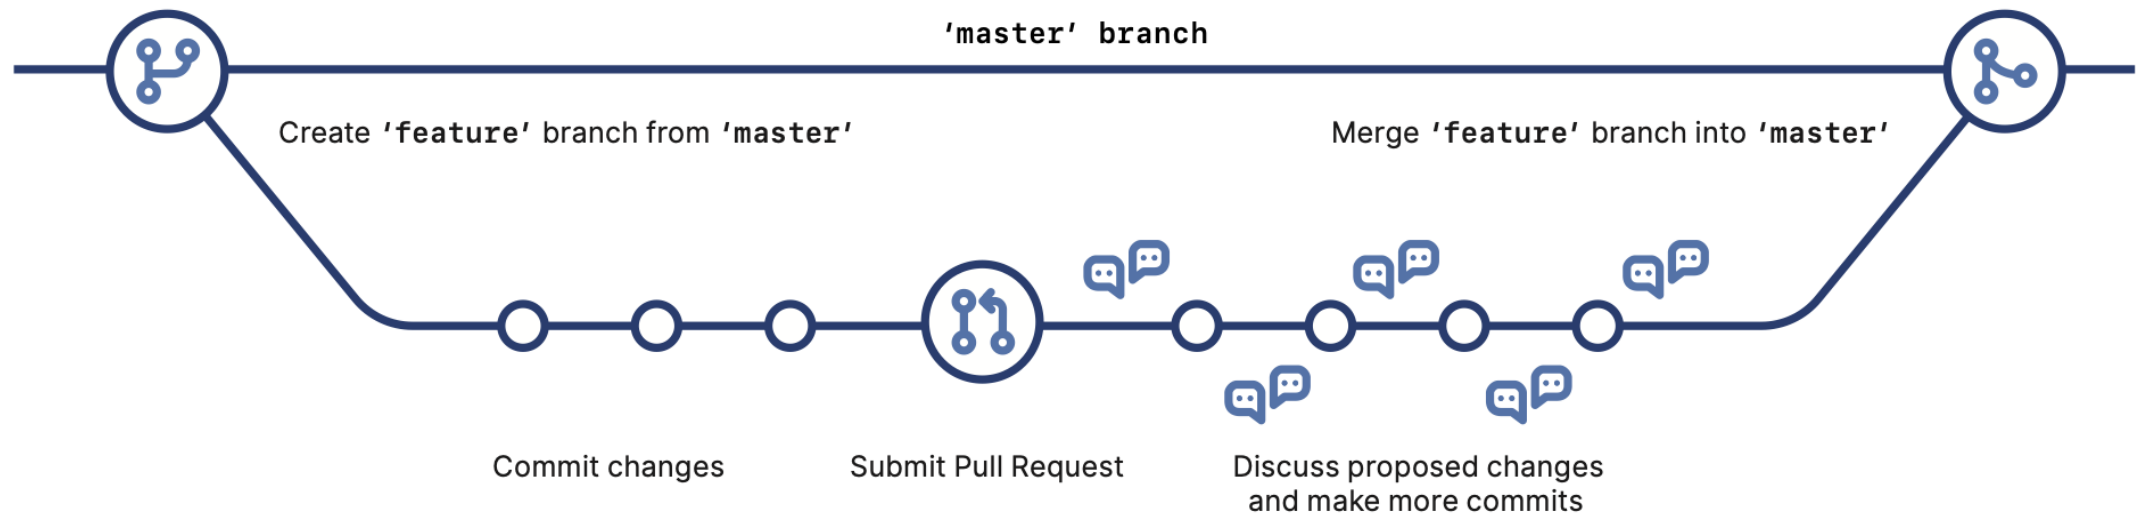 ‘master’ branch
Create ‘feature’ branch from ‘master’
Merge ‘feature’ branch into ‘master’
Commit changes
Submit Pull Request
Discuss proposed changes
and make more commits